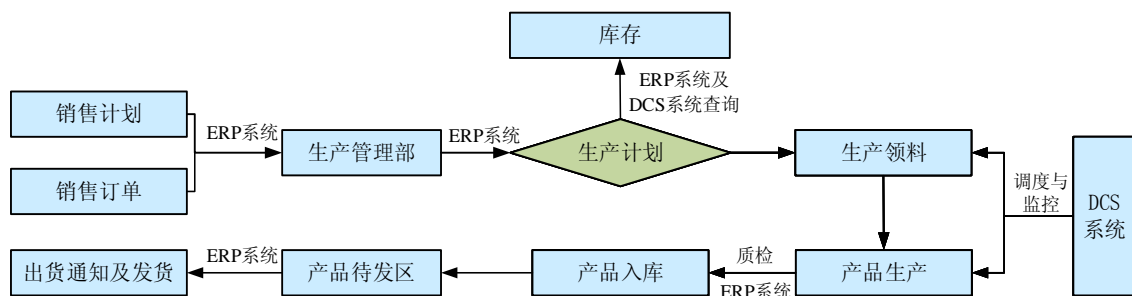 库存
ERP系统及
DCS系统查询
销售计划
ERP系统
生产管理部
ERP系统
生产计划
生产领料
销售订单
调度与
监控
DCS
系统
出货通知及发货
ERP系统
产品待发区
产品入库
质检
ERP系统
产品生产